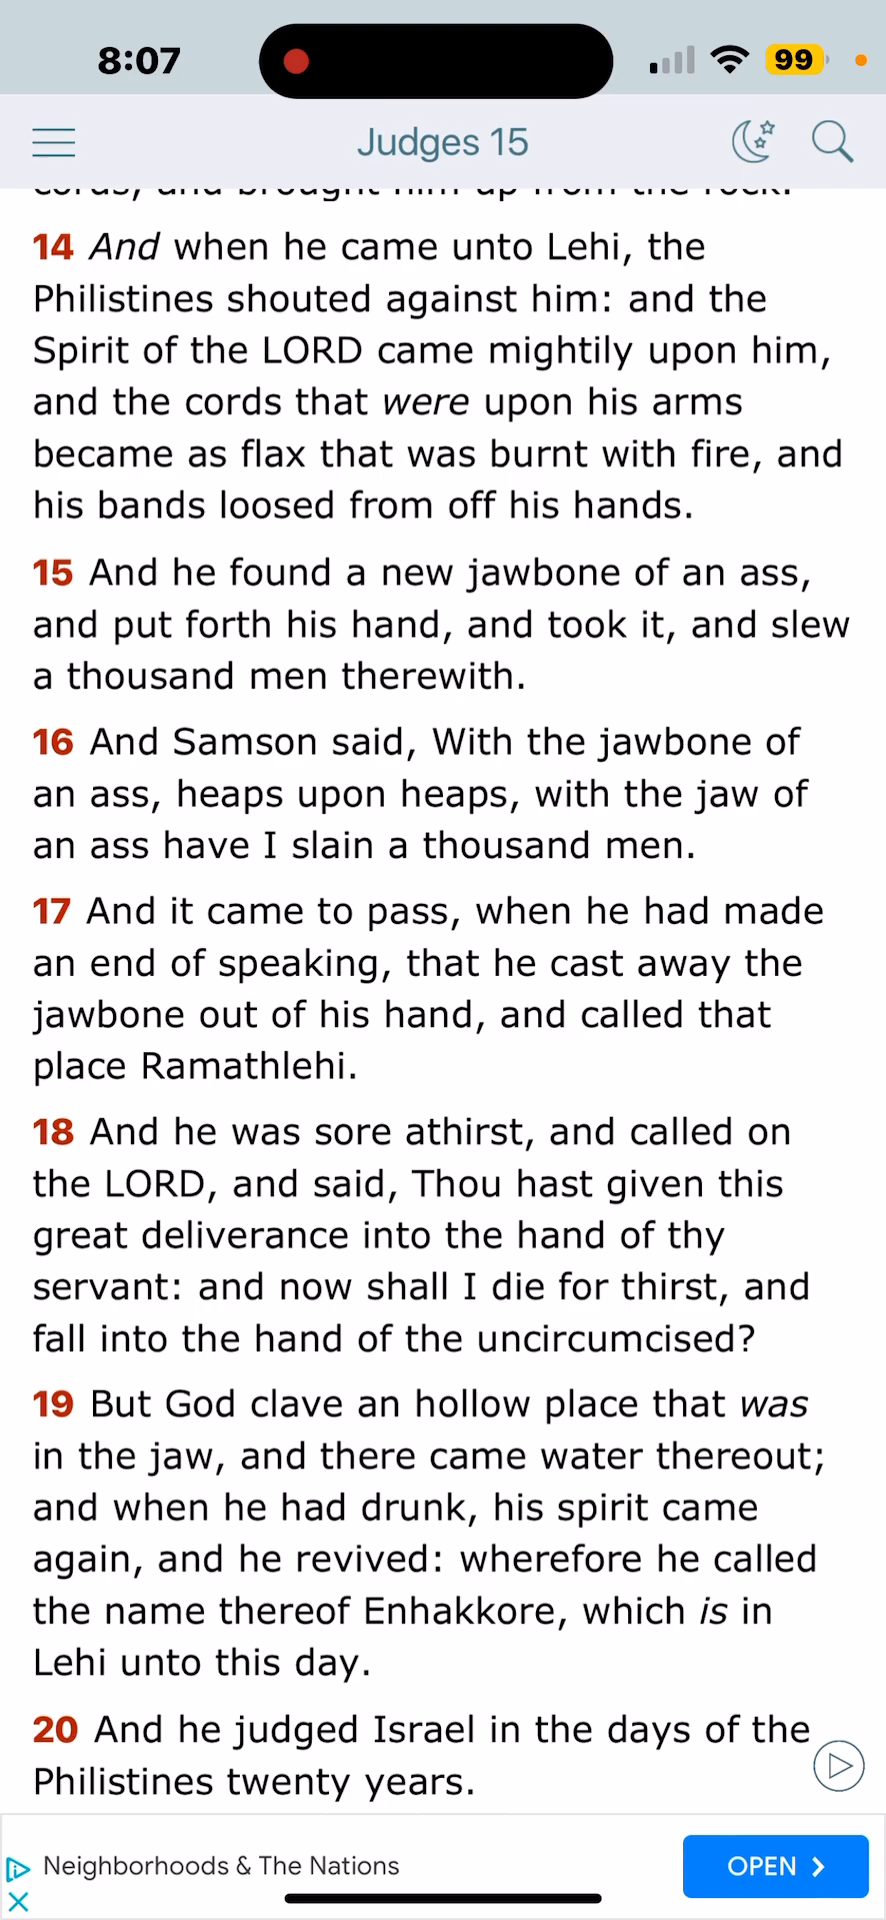 8:07
99
Judges 15
cords, and brought him up from the rock.
14 And when he came unto Lehi, the
Philistines shouted against him: and the
Spirit of the LORD came mightily upon him,
and the cords that were upon his arms
became as flax that was burnt with fire, and
his bands loosed from off his hands.
15 And he found a new jawbone of an ass,
and put forth his hand, and took it, and slew
a thousand men therewith.
16 And Samson said, With the jawbone of
an ass, heaps upon heaps, with the jaw of
an ass have I slain a thousand men.
17 And it came to pass, when he had made
an end of speaking, that he cast away the
jawbone out of his hand, and called that
place Ramathlehi.
18 And he was sore athirst, and called on
the LORD, and said, Thou hast given this
great deliverance into the hand of thy
servant: and now shall I die for thirst, and
fall into the hand of the uncircumcised?
19 But God clave an hollow place that was
in the jaw, and there came water thereout;
and when he had drunk, his spirit came
again, and he revived: wherefore he called
the name thereof Enhakkore, which is in
Lehi unto this day.
20 And he judged Israel in the days of the
Philistines twenty years.
Neighborhoods & The Nations
OPEN